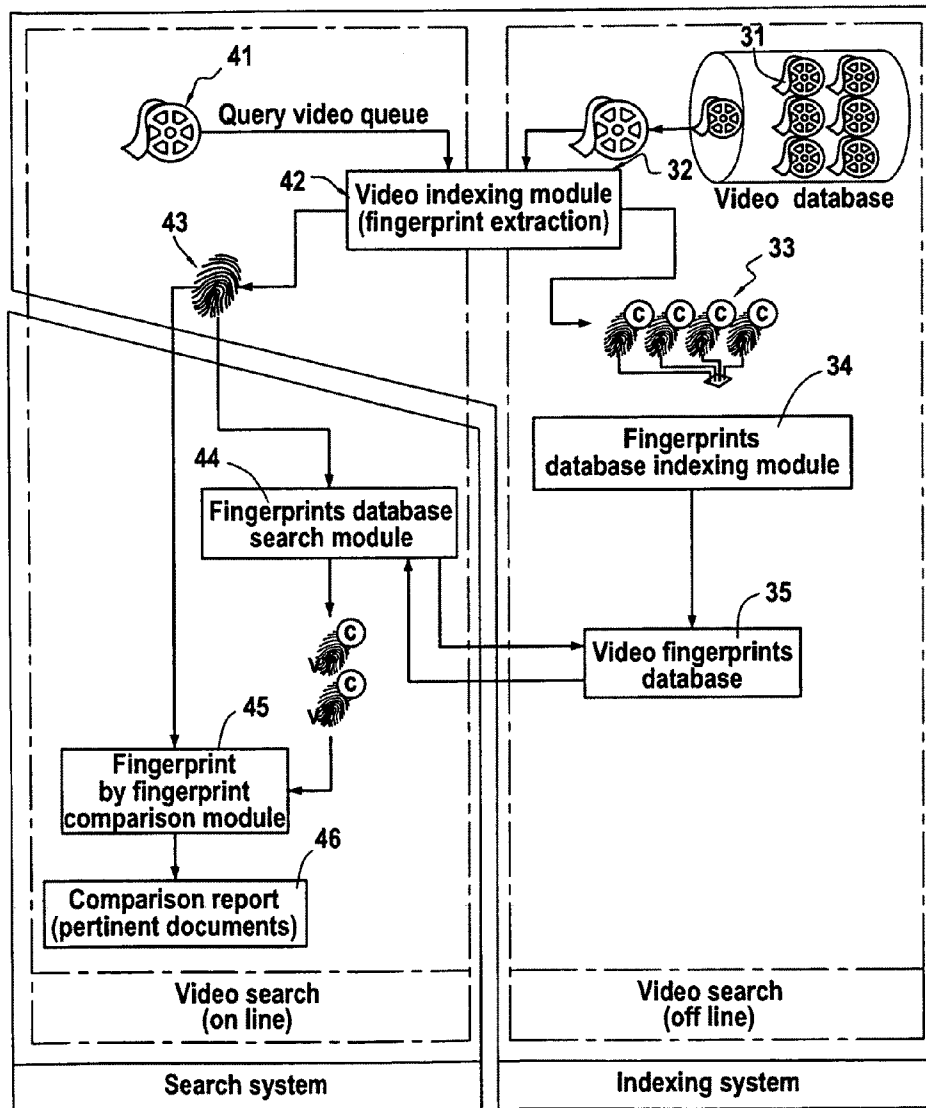 41
Query video queue
31
32
Video database
42
Video indexing module
(fingerprint extraction)
43
33
C C C C
34
Fingerprints
database indexing module
44
Fingerprints database
search module
C
C
35
Video fingerprints
database
45
Fingerprint
by fingerprint
comparison module
46
Comparison report
(pertinent documents)
Video search
(on line)
Video search
(off line)
Search system
Indexing system